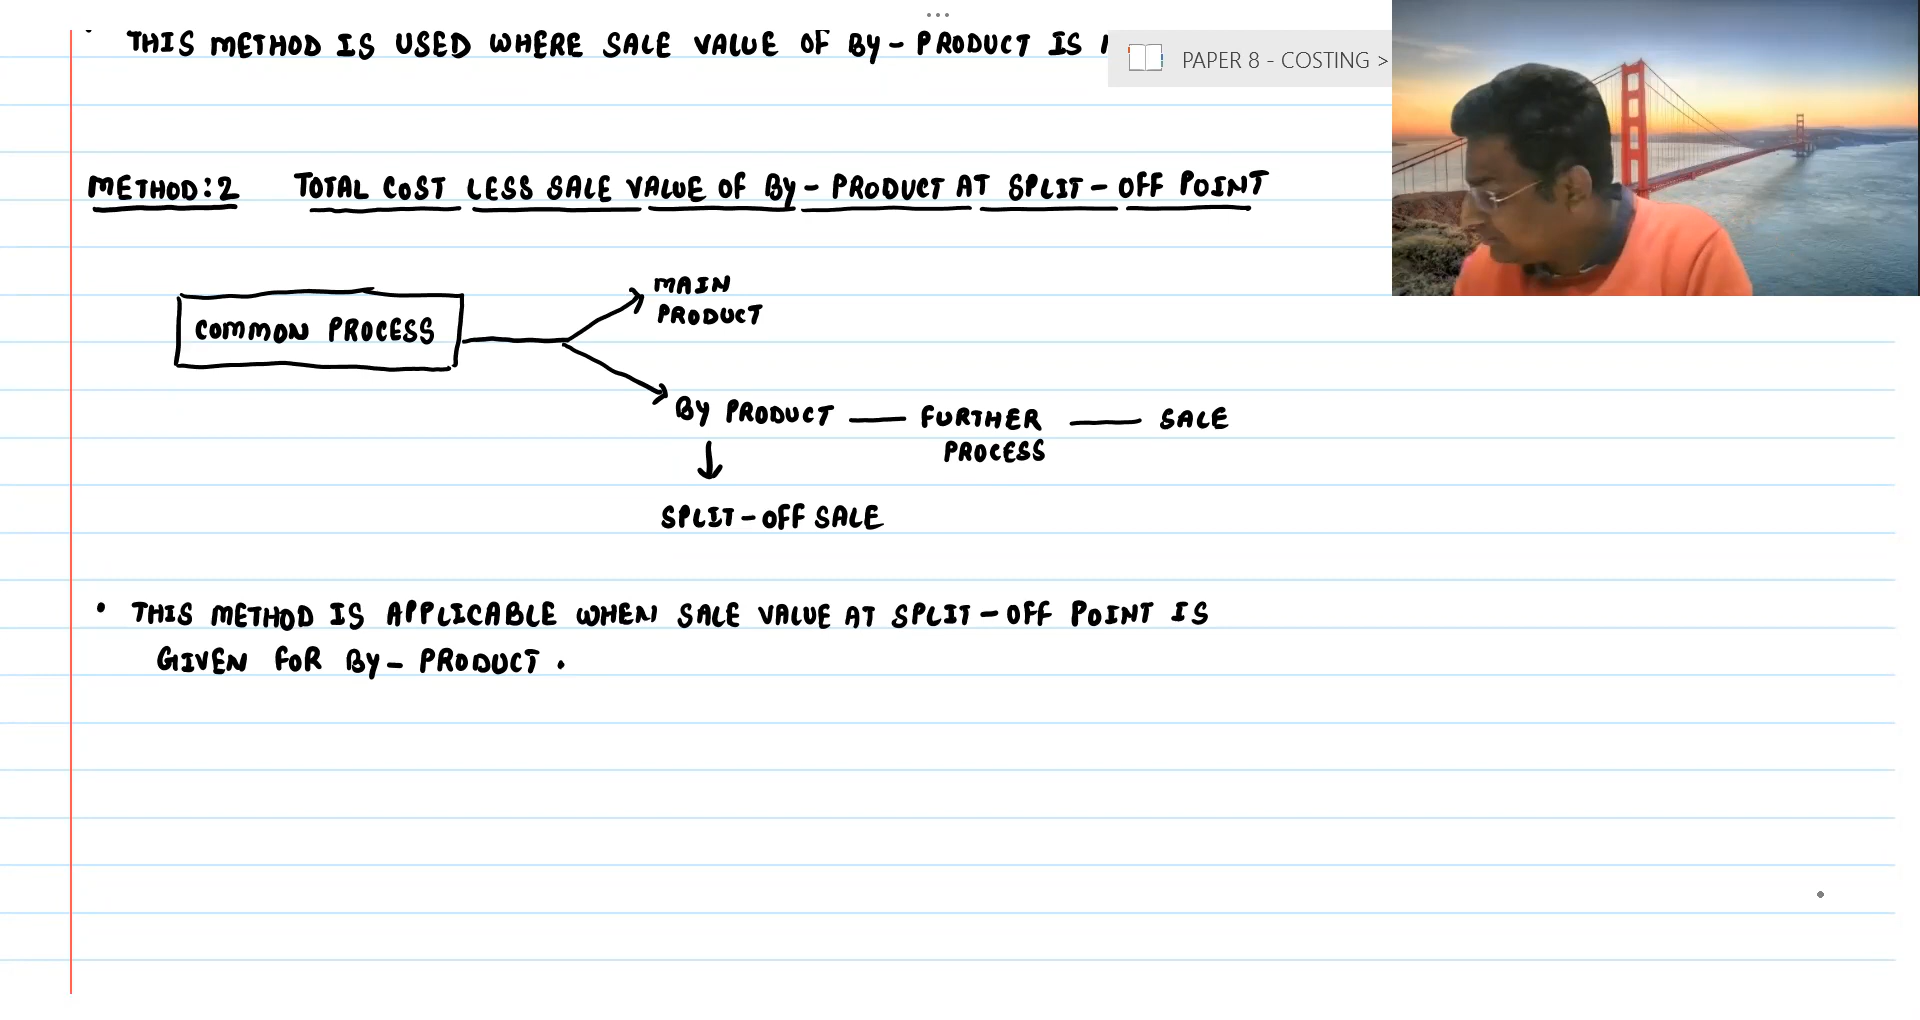 THIS METHOD IS USED WHERE SALE VALUE OF BY-PRODUCT IS
PAPER 8 - COSTING >
METHOD:2 TOTAL COST LESS SALE VALUE OF BY-PRODUCT AT SPLIT-OFF POINT
MAIN
PRODUCT
COMMON PROCESS
BY PRODUCT — FURTHER — SALE
PROCESS
SPLIT-OFF SALE
• THIS METHOD IS APPLICABLE WHEN SALE VALUE AT SPLIT-OFF POINT IS
GIVEN FOR BY-PRODUCT.